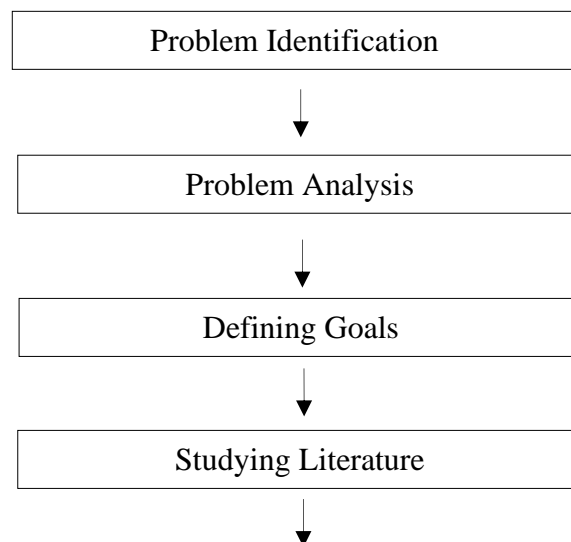 Problem Identification
Problem Analysis
Defining Goals
Studying Literature